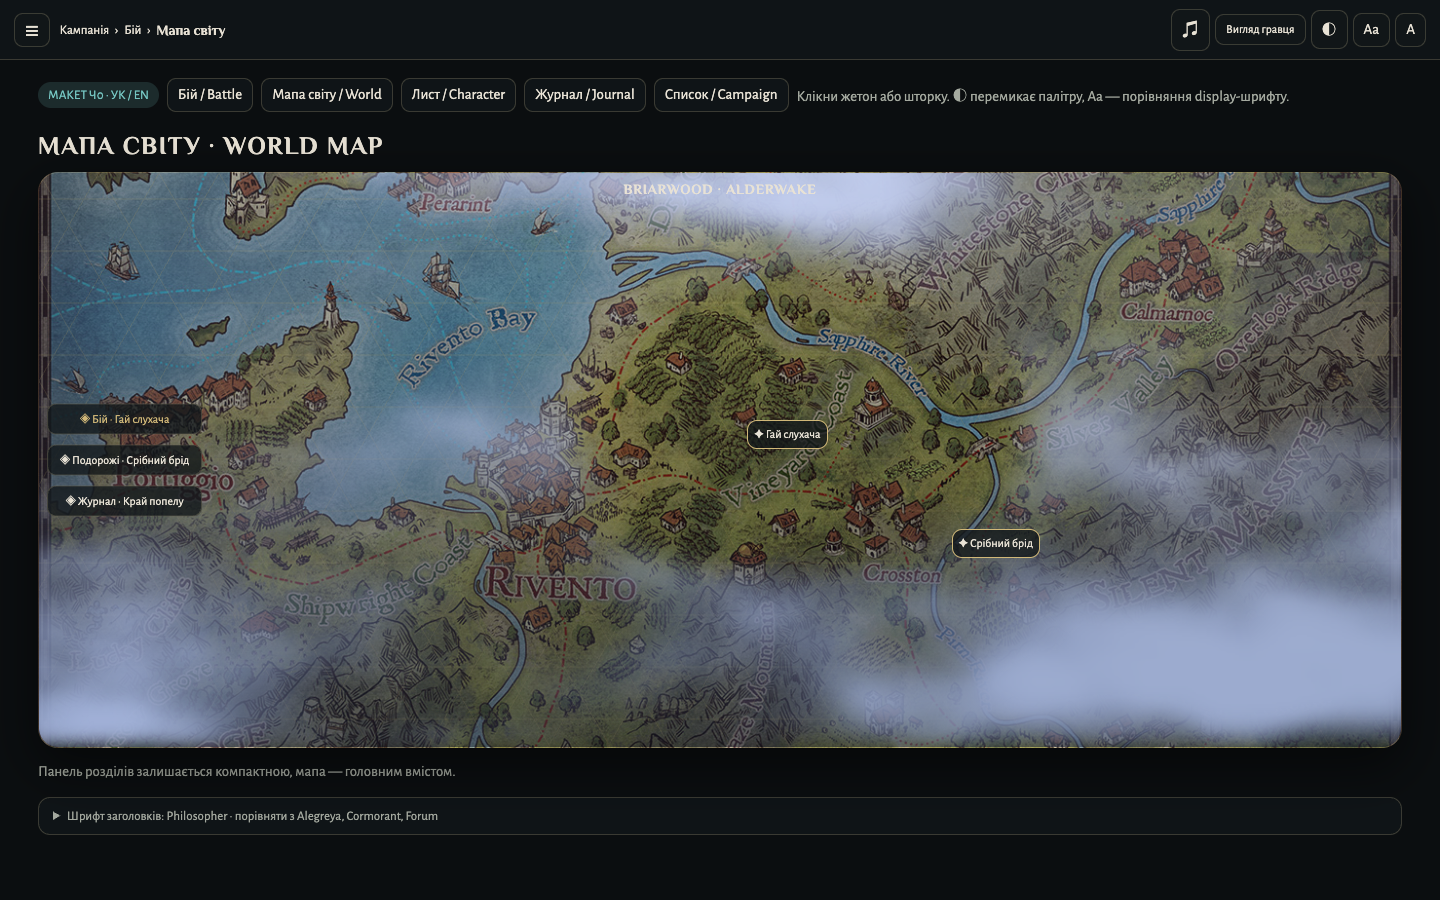 Кампанія › Бій › Мапа світу
Вигляд гравця
Aa
A
МАКЕТ Чо · УК / EN
Бій / Battle
Мапа світу / World
Лист / Character
Журнал / Journal
Список / Campaign
Клікни жетон або шторку. ◐ перемикає палітру, Aa — порівняння display-шрифту.
МАПА СВІТУ · WORLD MAP
BRIARWOOD · ALDERWAKE
Perarint
Whitestone
Sapphire
Calmarnoc
Overlook Ridge
Rivento Bay
Sapphire River
Valley
◈ Бій · Гай слухача
✦ Гай слухача
◈ Подорожі · Срібний брід
◈ Журнал · Край попелу
Vineyard Coast
✦ Срібний брід
SILENT MASSIVE
RIVENTO
Crosston
Shipwright Coast
Панель розділів залишається компактною, мапа — головним вмістом.
▶ Шрифт заголовків: Philosopher · порівняти з Alegreya, Cormorant, Forum